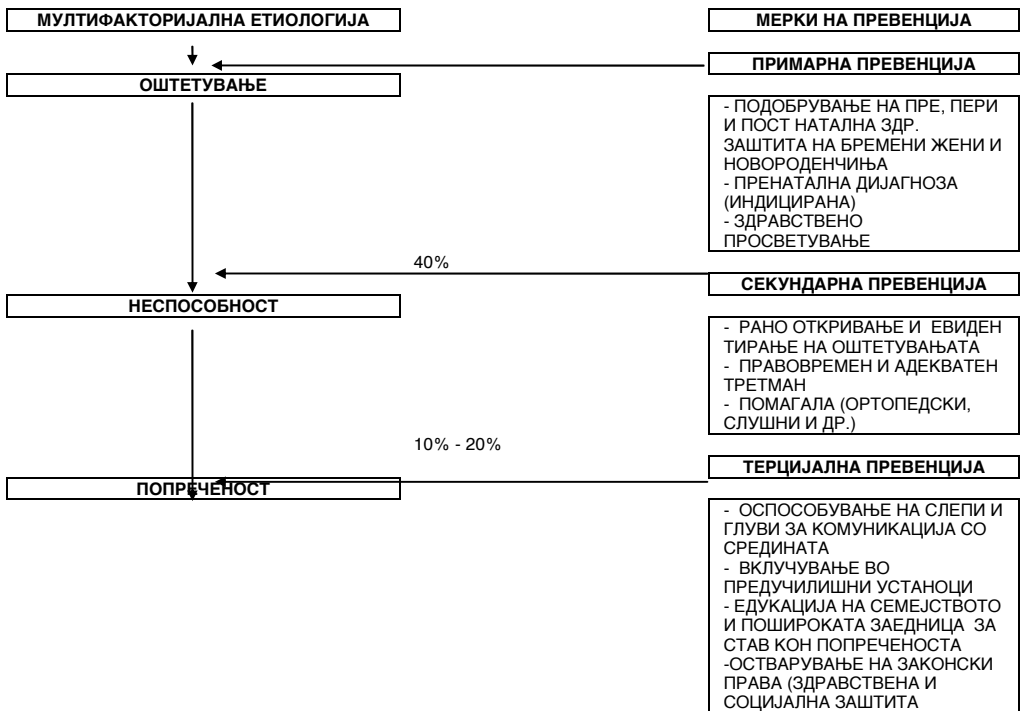 МУЛТИФАКТОРИЈАЛНА ЕТИОЛОГИЈА
МЕРКИ НА ПРЕВЕНЦИЈА
ПРИМАРНА ПРЕВЕНЦИЈА
ОШТЕТУВАЊЕ
- ПОДОБРУВАЊЕ НА ПРЕ, ПЕРИ
И ПОСТ НАТАЛНА ЗДР.
ЗАШТИТА НА БРЕМЕНИ ЖЕНИ И
НОВОРОДЕНЧИЊА
- ПРЕНАТАЛНА ДИЈАГНОЗА
(ИНДИЦИРАНА)
- ЗДРАВСТВЕНО
ПРОСВЕТУВАЊЕ
40%
СЕКУНДАРНА ПРЕВЕНЦИЈА
НЕСПОСОБНОСТ
- РАНО ОТКРИВАЊЕ И ЕВИДЕН
ТИРАЊЕ НА ОШТЕТУВАЊАТА
- ПРАВОВРЕМЕН И АДЕКВАТЕН
ТРЕТМАН
- ПОМАГАЛА (ОРТОПЕДСКИ,
СЛУШНИ И ДР.)
10% - 20%
ТЕРЦИЈАЛНА ПРЕВЕНЦИЈА
ПОПРЕЧЕНОСТ
- ОСПОСОБУВАЊЕ НА СЛЕПИ И
ГЛУВИ ЗА КОМУНИКАЦИЈА СО
СРЕДИНАТА
- ВКЛУЧУВАЊЕ ВО
ПРЕДУЧИЛИШНИ УСТАНОЦИ
- ЕДУКАЦИЈА НА СЕМЕЈСТВОТО
И ПОШИРОКАТА ЗАЕДНИЦА ЗА
СТАВ КОН ПОПРЕЧЕНОСТА
-ОСТВАРУВАЊЕ НА ЗАКОНСКИ
ПРАВА (ЗДРАВСТВЕНА И
СОЦИЈАЛНА ЗАШТИТА